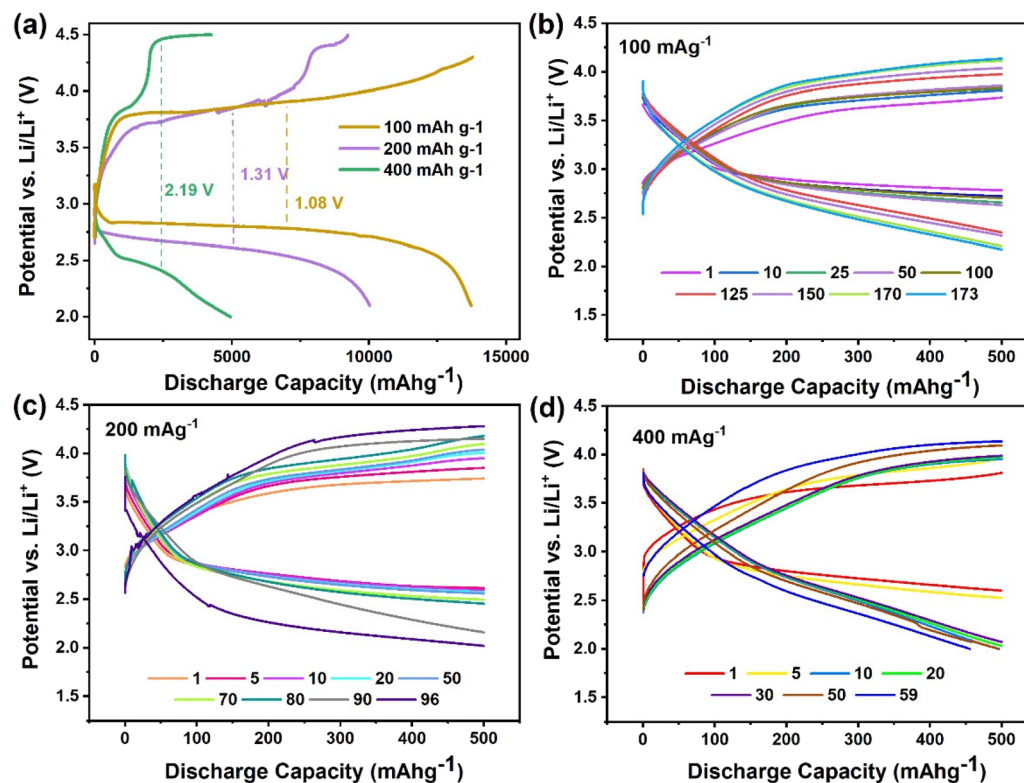 (a)
4.5
4.0
3.5
3.0
2.5
2.0
Potential vs. Li/Li⁺ (V)
100 mAh g-1
200 mAh g-1
400 mAh g-1
2.19 V
1.31 V
1.08 V
0 5000 10000 15000
Discharge Capacity (mAhg⁻¹)
(b)
100 mAg⁻¹
4.5
4.0
3.5
3.0
2.5
2.0
1.5
Potential vs. Li/Li⁺ (V)
1 10 25 50 100
125 150 170 173
0 100 200 300 400 500
Discharge Capacity (mAhg⁻¹)
(c)
200 mAg⁻¹
4.5
4.0
3.5
3.0
2.5
2.0
1.5
Potential vs. Li/Li⁺ (V)
1 5 10 20 50
70 80 90 96
0 100 200 300 400 500
Discharge Capacity (mAhg⁻¹)
(d)
400 mAg⁻¹
4.5
4.0
3.5
3.0
2.5
2.0
1.5
Potential vs. Li/Li⁺ (V)
1 5 10 20
30 50 59
0 100 200 300 400 500
Discharge Capacity (mAhg⁻¹)